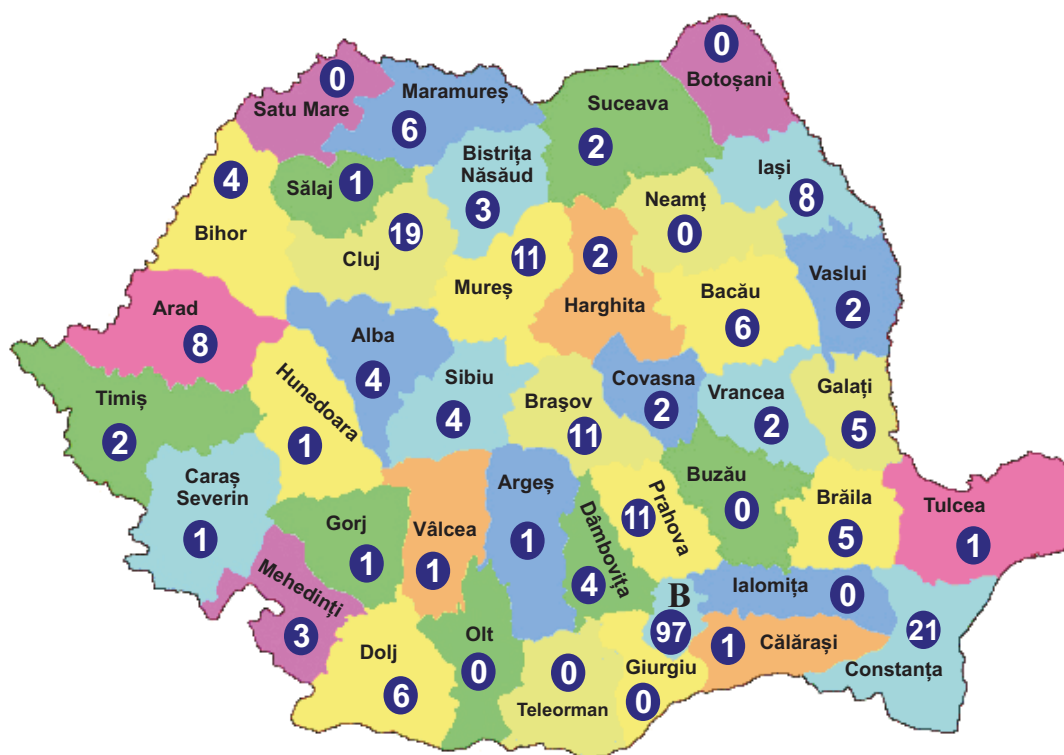 0
Botoșani
0
Satu Mare
Maramureș
6
Suceava
2
Bistrița
Năsăud
3
Iași
8
4
Bihor
Sălaj
1
19
Cluj
Neamț
0
11
Mureș
2
Harghita
Bacău
6
Vaslui
2
Arad
8
Alba
4
Hunedoara
1
Sibiu
4
Braşov
11
Covasna
2
Vrancea
2
Galați
5
Timiș
2
Caraș
Severin
1
Gorj
1
Vâlcea
1
Argeș
1
Dâmbovița
4
Prahova
11
Buzău
0
Brăila
5
Tulcea
1
Mehedinți
3
B
97
Ialomița
0
Călărași
1
21
Constanța
Dolj
6
Olt
0
0
Teleorman
Giurgiu
0